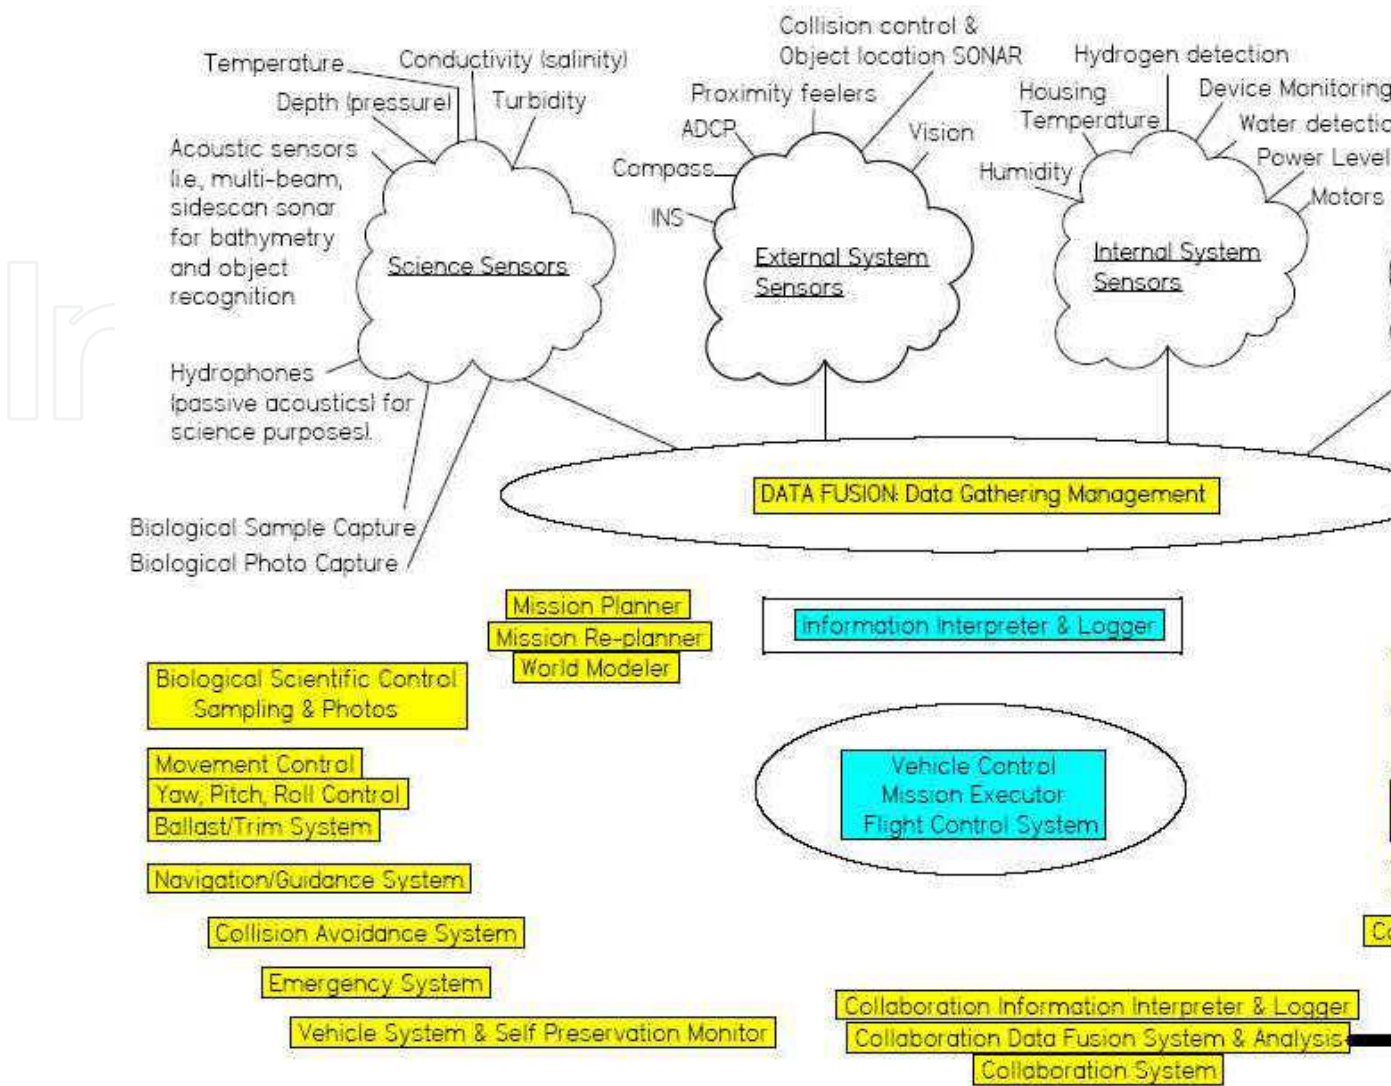 Collision control &
Object location SONAR
Temperature
Conductivity (salinity)
Hydrogen detection
Depth (pressure)
Turbidity
Proximity feelers
Housing
Temperature
Device Monitoring
ADCP
Vision
Water detectio
Acoustic sensors
(i.e., multi-beam,
sidescan sonar
for bathymetry
and object
recognition
Compass
Humidity
Power Level
INS
Motors
Science Sensors
External System
Sensors
Internal System
Sensors
Hydrophones
(passive acoustics) for
science purposes).
DATA FUSION: Data Gathering Management
Biological Sample Capture
Biological Photo Capture
Mission Planner
Mission Re-planner
World Modeler
Information Interpreter & Logger
Biological Scientific Control
Sampling & Photos
Movement Control
Yaw, Pitch, Roll Control
Ballast/Trim System
Vehicle Control
Mission Executor
Flight Control System
Navigation/Guidance System
Collision Avoidance System
Co
Emergency System
Vehicle System & Self Preservation Monitor
Collaboration Information Interpreter & Logger
Collaboration Data Fusion System & Analysis
Collaboration System